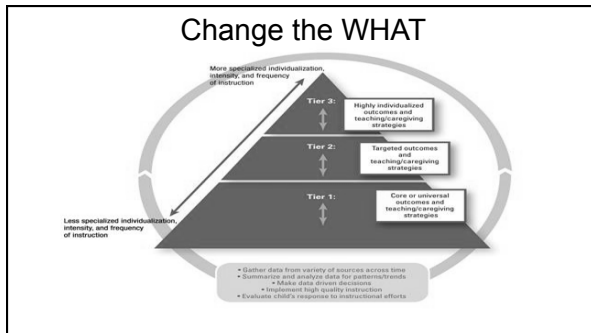 Change the WHAT
More specialized individualization,
intensity, and frequency
of instruction
Tier 3:
Highly individualized
outcomes and
teaching/caregiving
strategies
Tier 2:
Targeted outcomes
and
teaching/caregiving
strategies
Tier 1:
Core or universal
outcomes and
teaching/caregiving
strategies
Less specialized individualization,
intensity, and frequency
of instruction
• Gather data from variety of sources across time
• Summarize and analyze data for patterns/trends
• Make data driven decisions
• Implement high quality instruction
• Evaluate child's response to instructional efforts